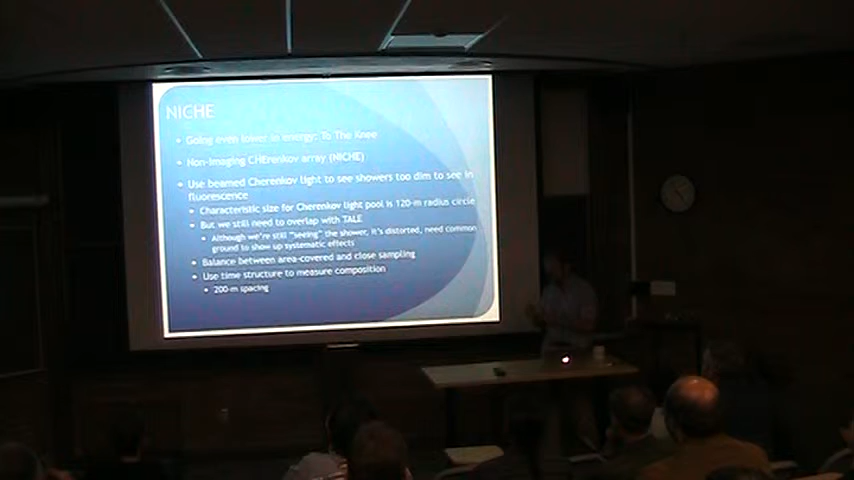 NICHE
Going even lower in energy: To The Knee
Non-Imaging CHErenkov array (NICHE)
Use beamed Cherenkov light to see showers too dim to see in
fluorescence
Characteristic size for Cherenkov light pool is 120-m radius circle
But we still need to overlap with TALE
Although we're still "seeing" the shower, it's distorted, need common
ground to show up systematic effects
Balance between area-covered and close sampling
Use time structure to measure composition
200-m spacing